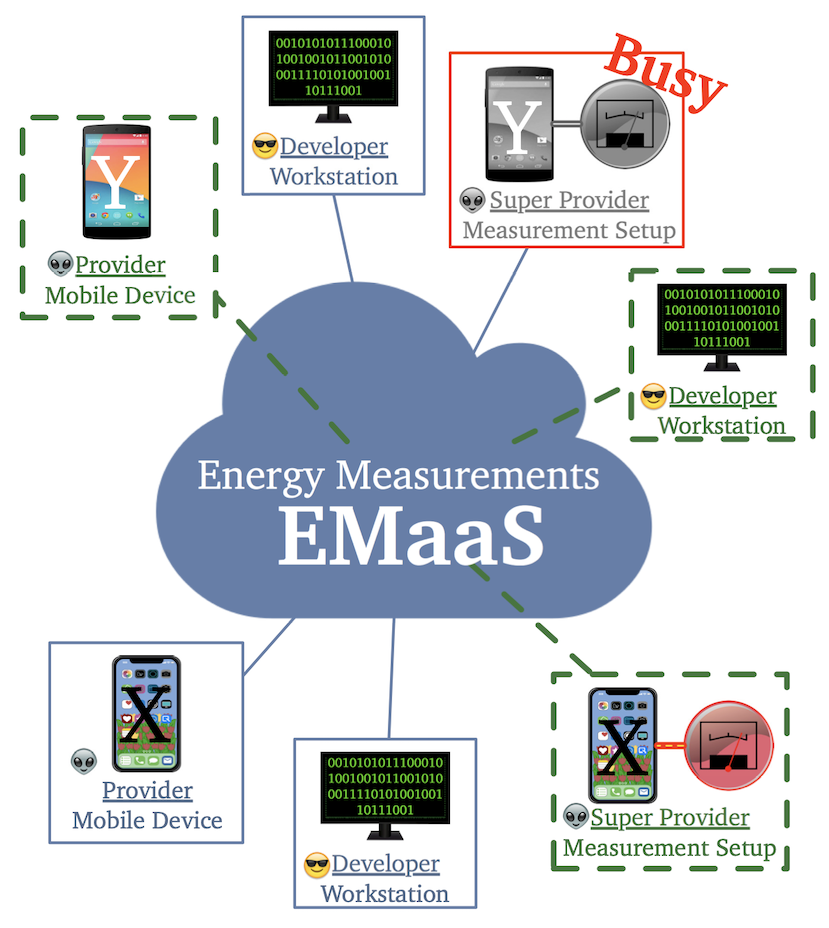 0010101011100010
1001001011001010
0011110101001001
10111001
😎Developer
Workstation
Busy
Y
👽Super Provider
Measurement Setup
Y
👽Provider
Mobile Device
0010101011100010
1001001011001010
0011110101001001
10111001
😎Developer
Workstation
Energy Measurements
EMaaS
X
👽
Provider
Mobile Device
0010101011100010
1001001011001010
0011110101001001
10111001
😎Developer
Workstation
X
👽Super Provider
Measurement Setup